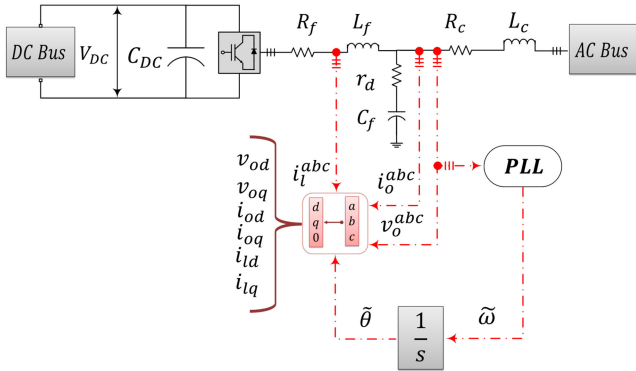 R_f L_f R_c L_c
DC Bus V_DC C_DC AC Bus
r_d
C_f
PLL
v_od
v_oq
i_od
i_oq
i_ld
i_lq
i_l^abc i_o^abc
v_o^abc
d a
q b
0 c
θ̃ 1/s ω̃